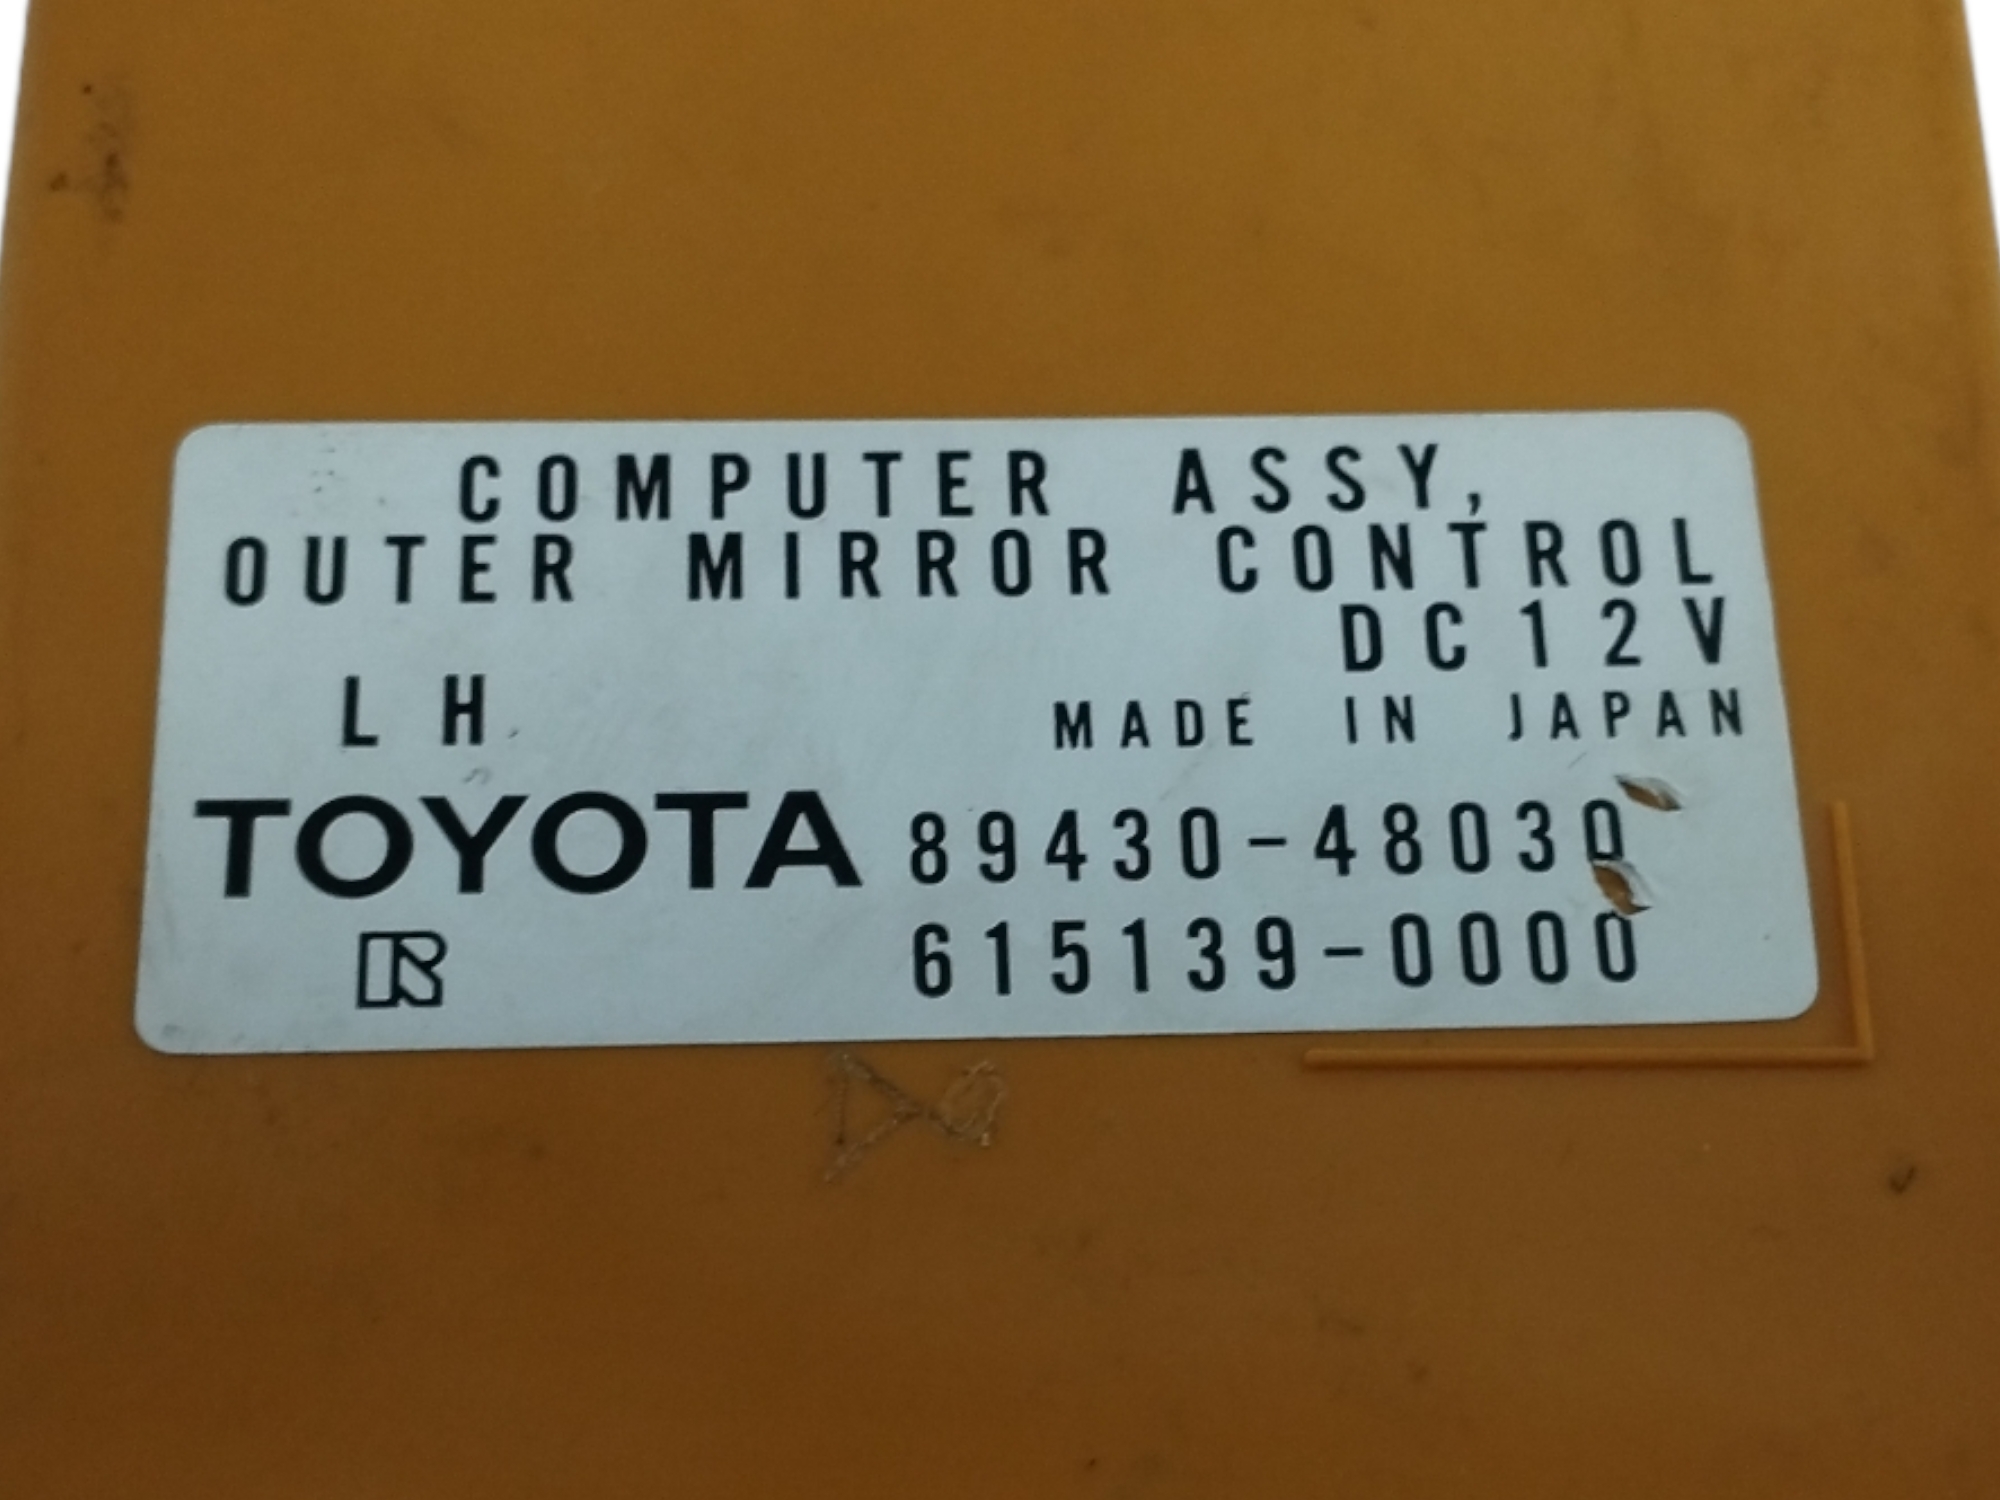 COMPUTER ASSY,
OUTER MIRROR CONTROL
DC12V
LH
MADE IN JAPAN
TOYOTA 89430-48030
R 615139-0000